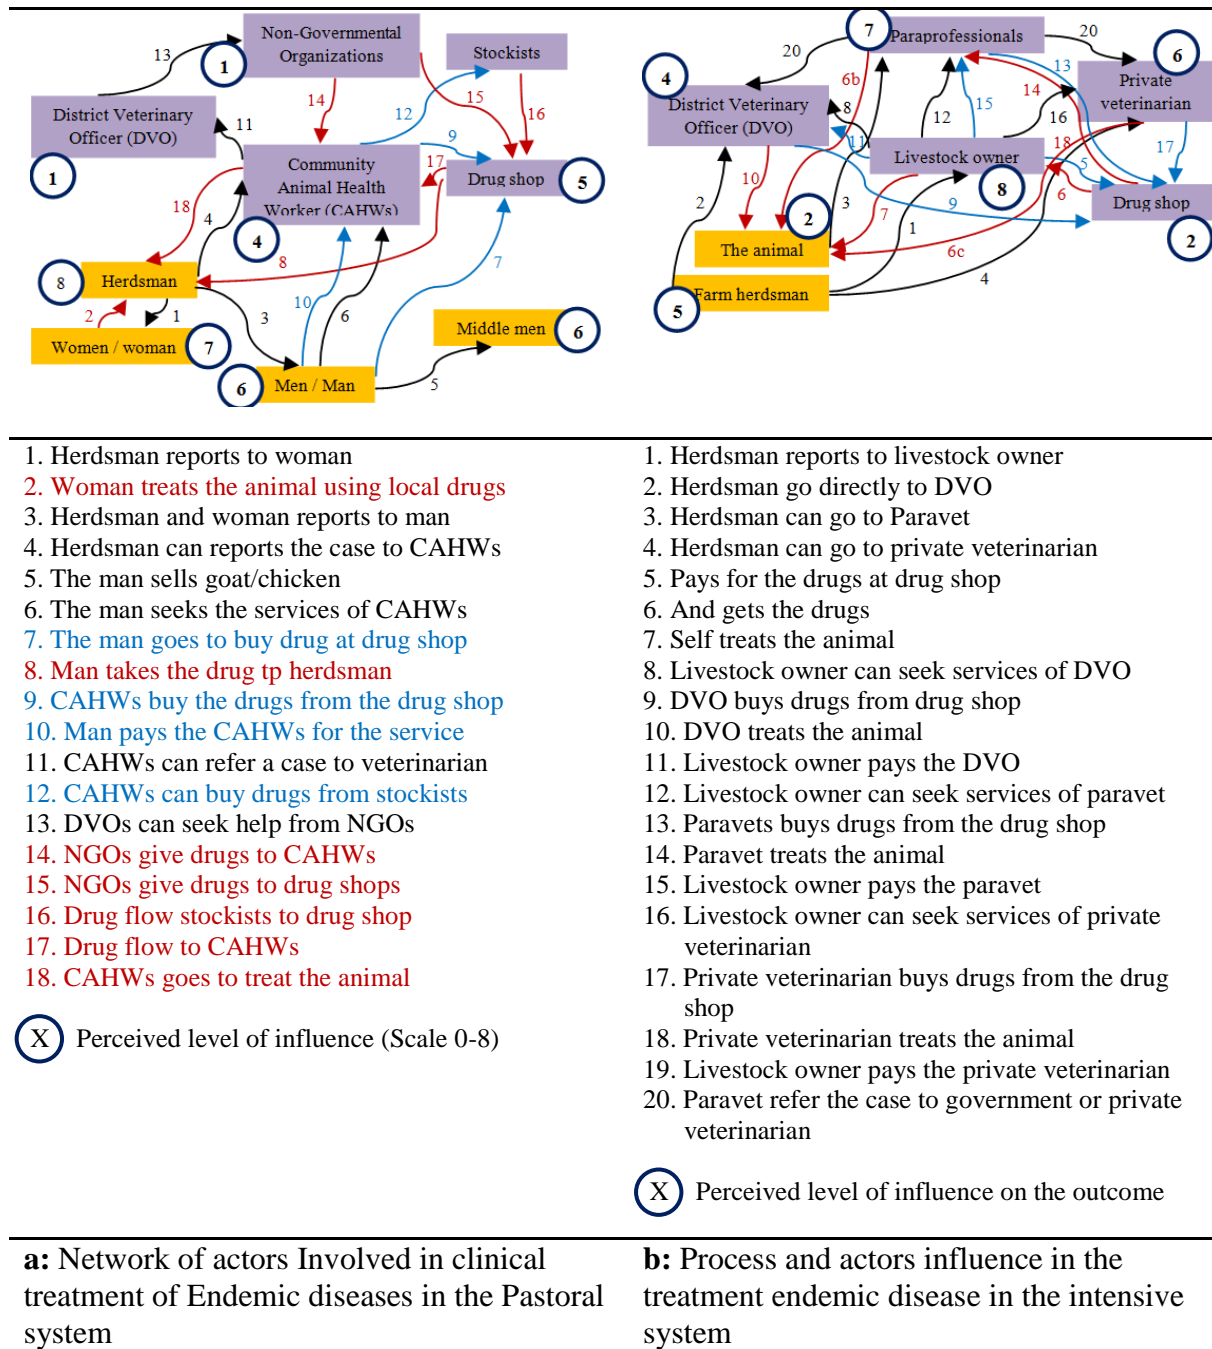 13
Non-Governmental
Organizations
1
Stockists
District Veterinary
Officer (DVO)
1
11
14
12
15
16
Community
Animal Health
Worker (CAHWs)
4
9
17
Drug shop
5
18
4
8
Herdsman
8
2
1
3
10
6
7
Women / woman
7
Middle men
6
Men / Man
6
5
7
Paraprofessionals
20
20
6
4
District Veterinary
Officer (DVO)
6b
8
13
14
Private
veterinarian
12
15
16
11
Livestock owner
8
18
17
5
6
Drug shop
2
10
2
2
3
7
1
9
The animal
6c
4
Farm herdsman
5
1. Herdsman reports to woman
2. Woman treats the animal using local drugs
3. Herdsman and woman reports to man
4. Herdsman can reports the case to CAHWs
5. The man sells goat/chicken
6. The man seeks the services of CAHWs
7. The man goes to buy drug at drug shop
8. Man takes the drug tp herdsman
9. CAHWs buy the drugs from the drug shop
10. Man pays the CAHWs for the service
11. CAHWs can refer a case to veterinarian
12. CAHWs can buy drugs from stockists
13. DVOs can seek help from NGOs
14. NGOs give drugs to CAHWs
15. NGOs give drugs to drug shops
16. Drug flow stockists to drug shop
17. Drug flow to CAHWs
18. CAHWs goes to treat the animal
X Perceived level of influence (Scale 0-8)
1. Herdsman reports to livestock owner
2. Herdsman go directly to DVO
3. Herdsman can go to Paravet
4. Herdsman can go to private veterinarian
5. Pays for the drugs at drug shop
6. And gets the drugs
7. Self treats the animal
8. Livestock owner can seek services of DVO
9. DVO buys drugs from drug shop
10. DVO treats the animal
11. Livestock owner pays the DVO
12. Livestock owner can seek services of paravet
13. Paravets buys drugs from the drug shop
14. Paravet treats the animal
15. Livestock owner pays the paravet
16. Livestock owner can seek services of private
veterinarian
17. Private veterinarian buys drugs from the drug
shop
18. Private veterinarian treats the animal
19. Livestock owner pays the private veterinarian
20. Paravet refer the case to government or private
veterinarian
X Perceived level of influence on the outcome
a: Network of actors Involved in clinical
treatment of Endemic diseases in the Pastoral
system
b: Process and actors influence in the
treatment endemic disease in the intensive
system